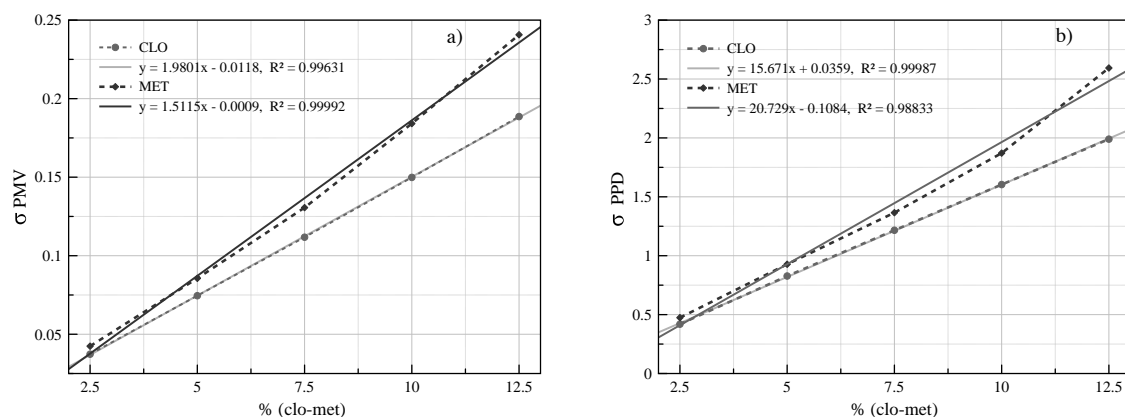 a)
CLO
y = 1.9801x - 0.0118, R² = 0.99631
MET
y = 1.5115x - 0.0009, R² = 0.99992
0.25
0.2
0.15
0.1
0.05
σ PMV
2.5 5 7.5 10 12.5
% (clo-met)
b)
CLO
y = 15.671x + 0.0359, R² = 0.99987
MET
y = 20.729x - 0.1084, R² = 0.98833
3
2.5
2
1.5
1
0.5
0
σ PPD
2.5 5 7.5 10 12.5
% (clo-met)